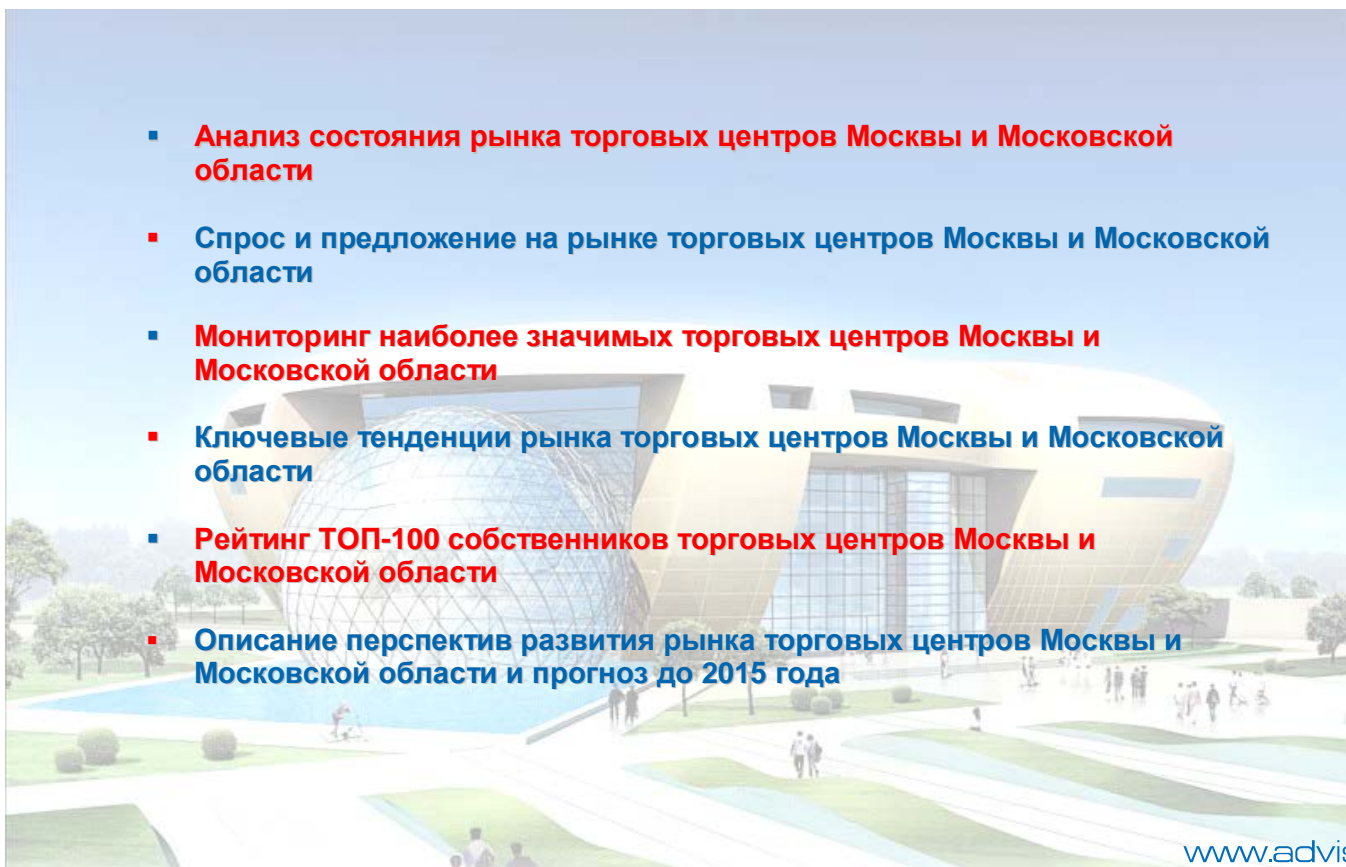 Анализ состояния рынка торговых центров Москвы и Московской
области
Спрос и предложение на рынке торговых центров Москвы и Московской
области
Мониторинг наиболее значимых торговых центров Москвы и
Московской области
Ключевые тенденции рынка торговых центров Москвы и Московской
области
Рейтинг ТОП-100 собственников торговых центров Москвы и
Московской области
Описание перспектив развития рынка торговых центров Москвы и
Московской области и прогноз до 2015 года
www.advis